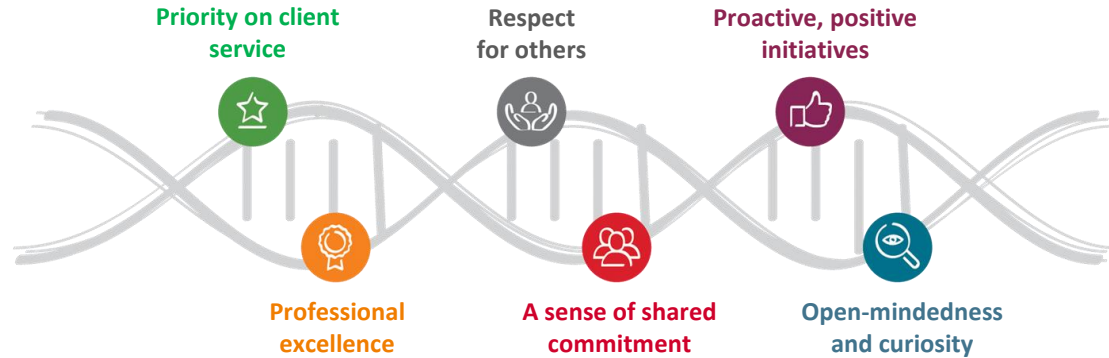 Priority on client
service
Respect
for others
Proactive, positive
initiatives
Professional
excellence
A sense of shared
commitment
Open-mindedness
and curiosity